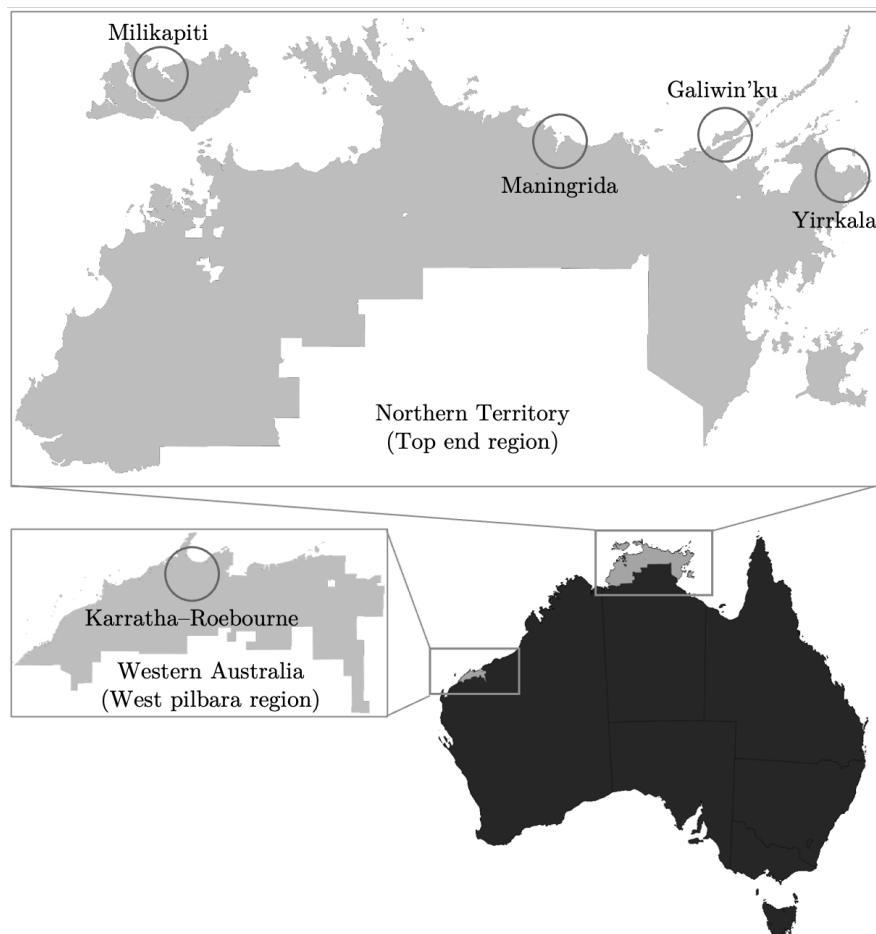 Milikapiti
Galiwin'ku
Maningrida
Yirrkala
Northern Territory
(Top end region)
Karratha–Roebourne
Western Australia
(West pilbara region)